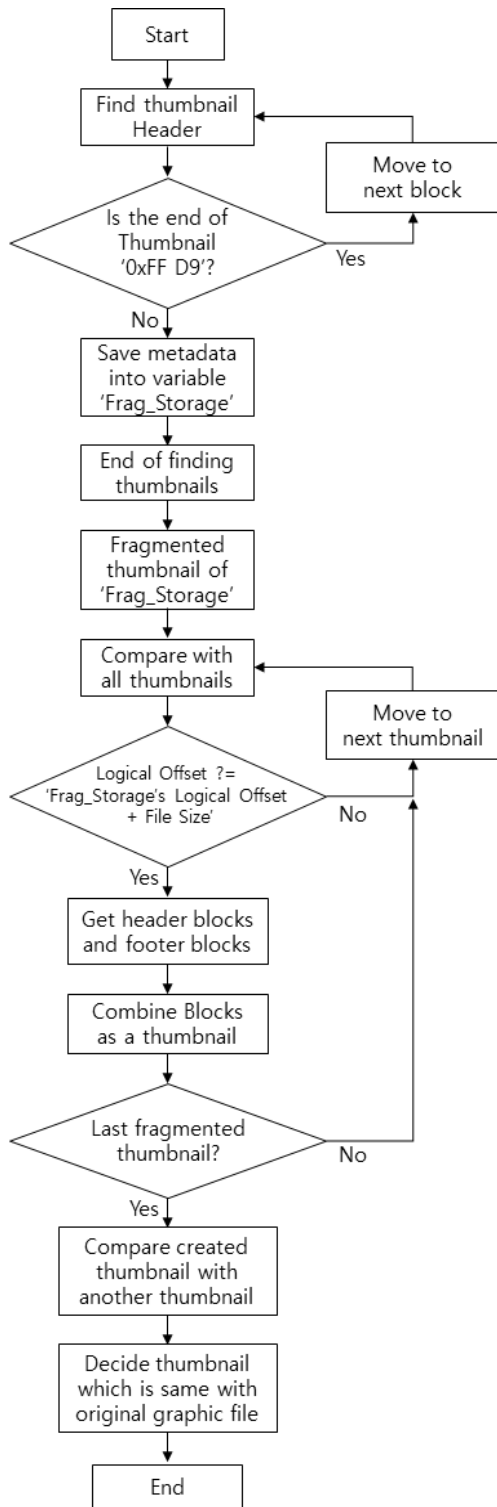 Start
Find thumbnail
Header
Move to
next block
Is the end of
Thumbnail
‘0xFF D9’?
Yes
No
Save metadata
into variable
‘Frag_Storage’
End of finding
thumbnails
Fragmented
thumbnail of
‘Frag_Storage’
Compare with
all thumbnails
Move to
next thumbnail
Logical Offset ?=
‘Frag_Storage’s Logical Offset
+ File Size’
No
Yes
Get header blocks
and footer blocks
Combine Blocks
as a thumbnail
Last fragmented
thumbnail?
No
Yes
Compare created
thumbnail with
another thumbnail
Decide thumbnail
which is same with
original graphic file
End